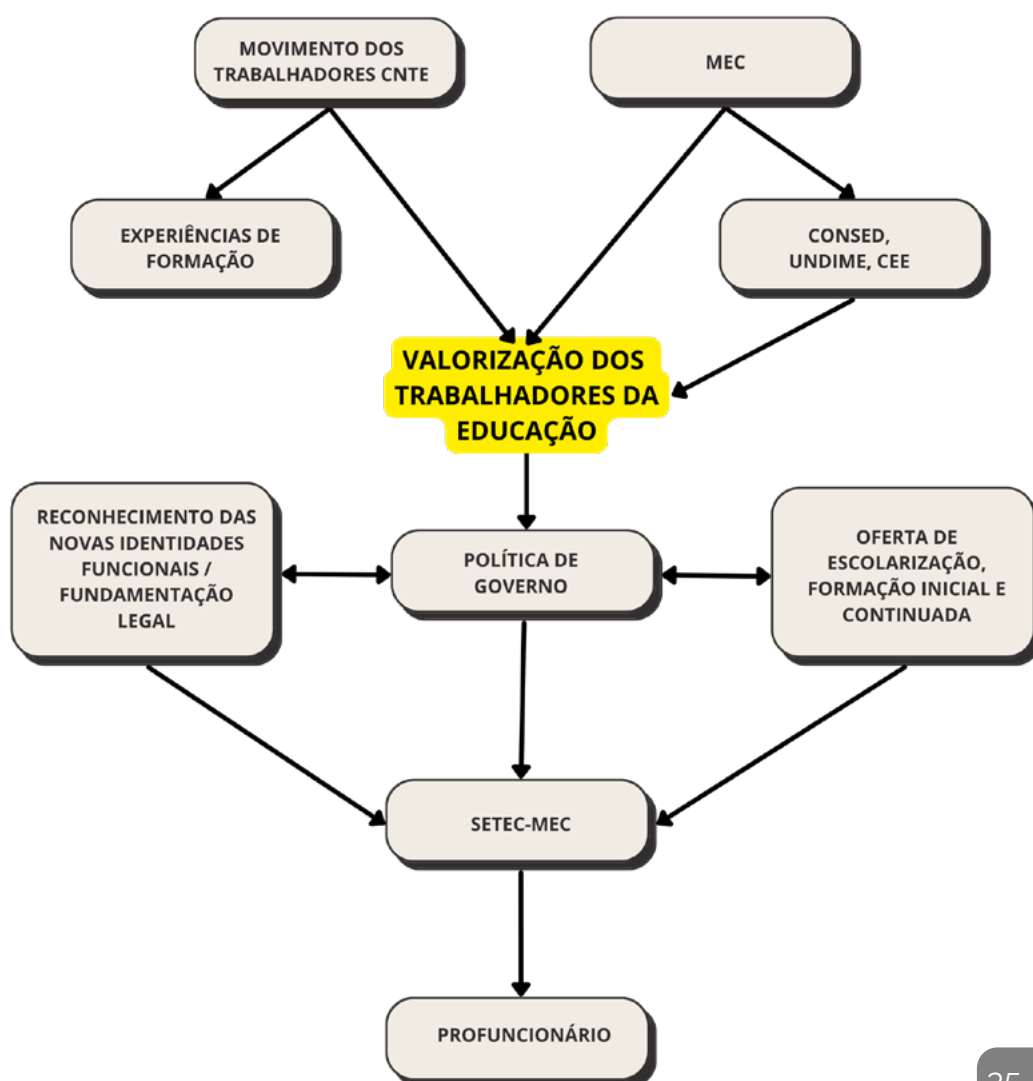 MOVIMENTO DOS
TRABALHADORES CNTE
MEC
EXPERIÊNCIAS DE
FORMAÇÃO
CONSED,
UNDIME, CEE
VALORIZAÇÃO DOS
TRABALHADORES DA
EDUCAÇÃO
RECONHECIMENTO DAS
NOVAS IDENTIDADES
FUNCIONAIS /
FUNDAMENTAÇÃO
LEGAL
POLÍTICA DE
GOVERNO
OFERTA DE
ESCOLARIZAÇÃO,
FORMAÇÃO INICIAL E
CONTINUADA
SETEC-MEC
PROFUNCIONÁRIO